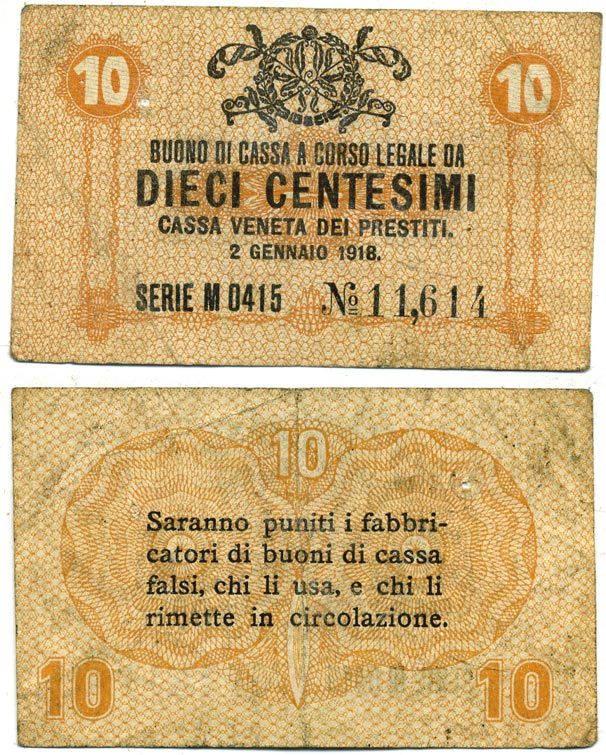 10 10
BUONO DI CASSA A CORSO LEGALE DA
DIECI CENTESIMI
CASSA VENETA DEI PRESTITI.
2 GENNAIO 1918.
SERIE M 0415 No 11,614
10
Saranno puniti i fabbri-
catori di buoni di cassa
falsi, chi li usa, e chi li
rimette in circolazione.
10 10